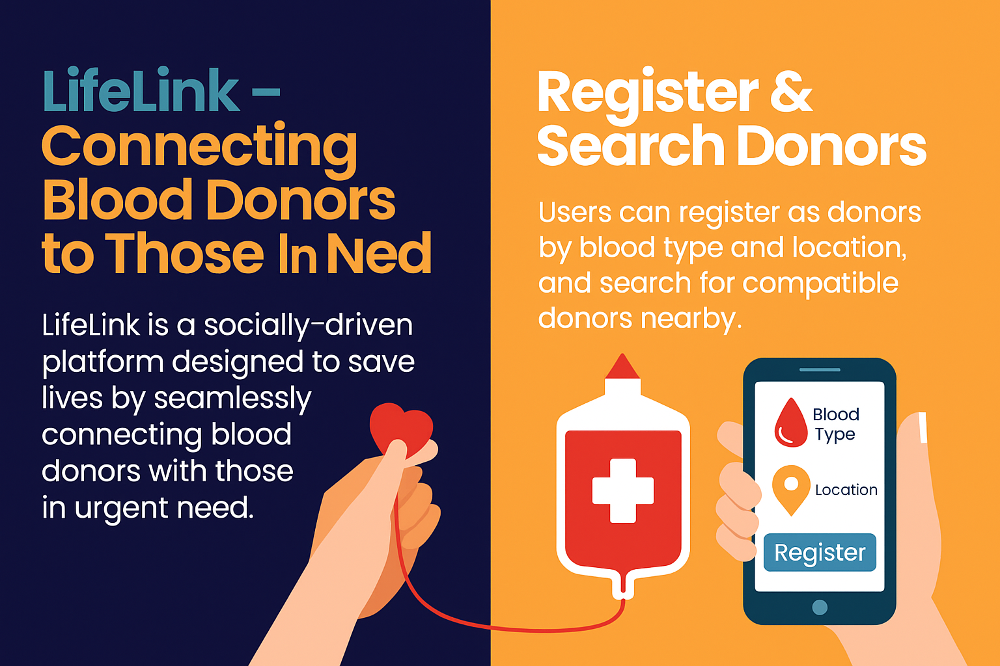 LifeLink –
Connecting
Blood Donors
to Those In Ned
LifeLink is a socially-driven
platform designed to save
lives by seamlessly
connecting blood
donors with those
in urgent need.
Register &
Search Donors
Users can register as donors
by blood type and location,
and search for compatible
donors nearby.
Blood
Type
Location
Register